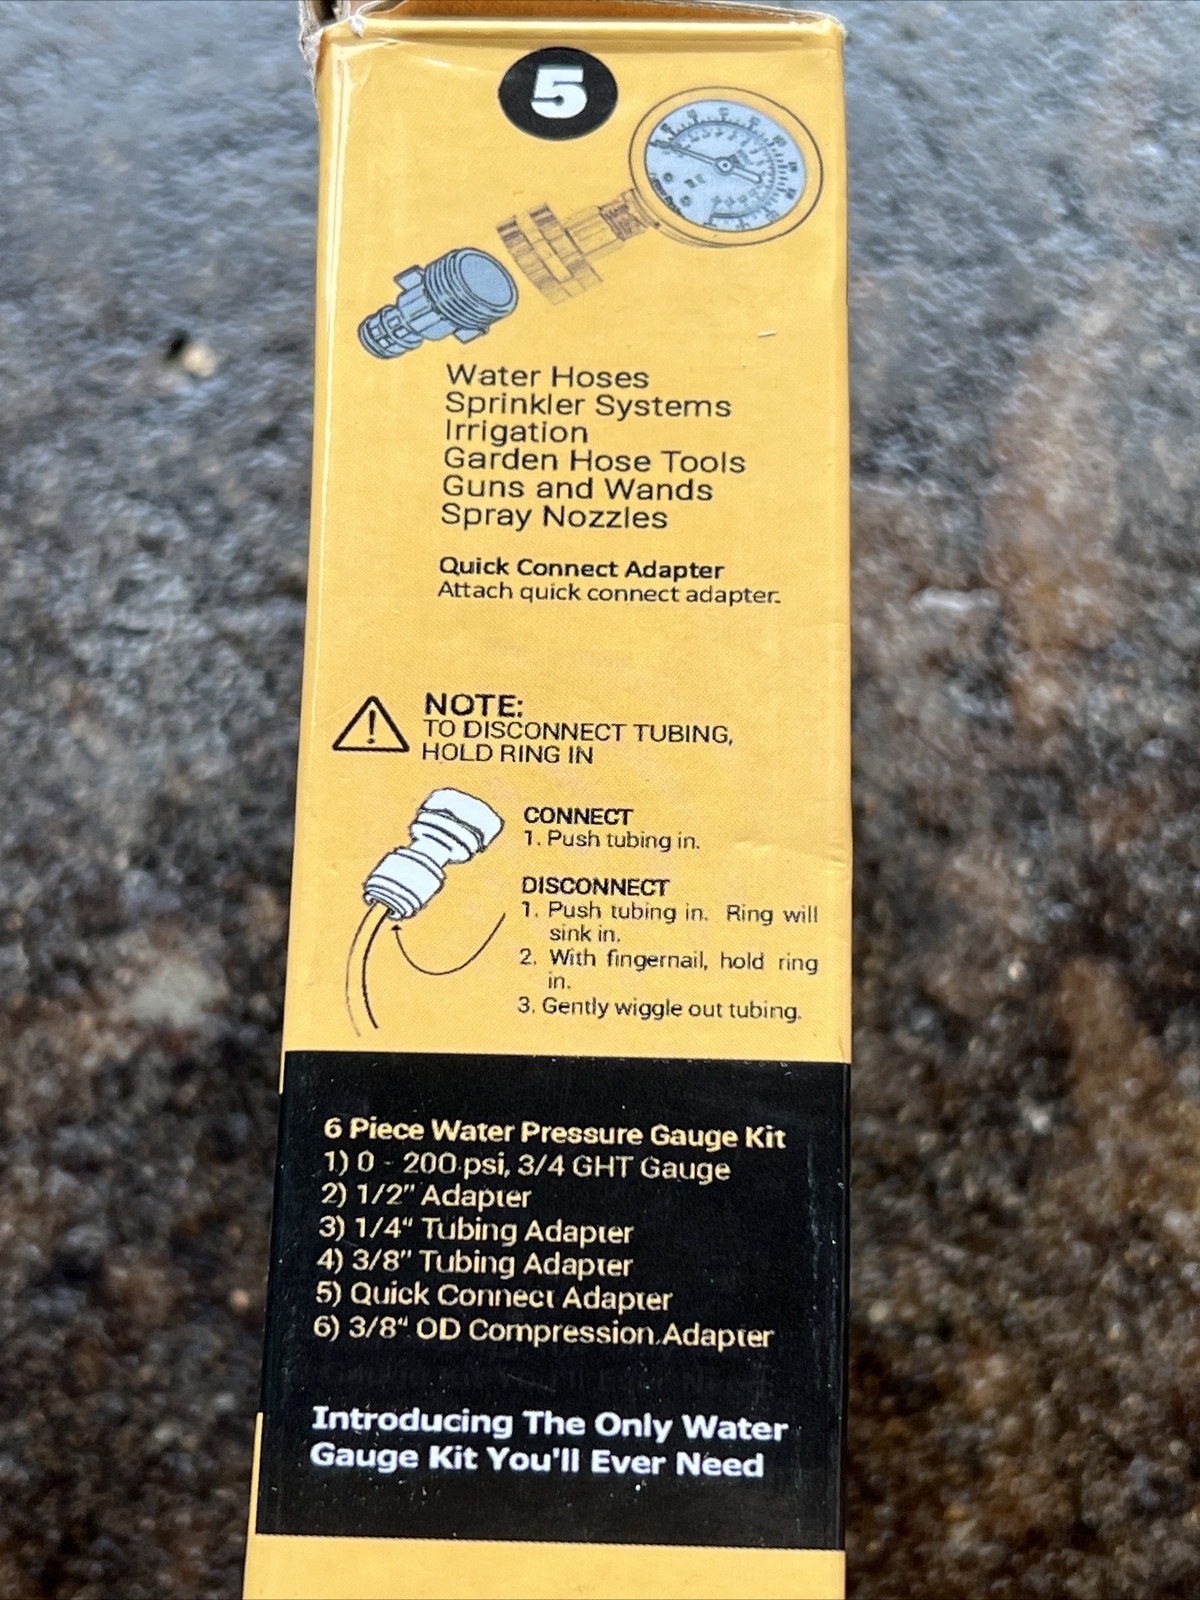 5
Water Hoses
Sprinkler Systems
Irrigation
Garden Hose Tools
Guns and Wands
Spray Nozzles
Quick Connect Adapter
Attach quick connect adapter.
NOTE:
TO DISCONNECT TUBING,
HOLD RING IN
CONNECT
1. Push tubing in.
DISCONNECT
1. Push tubing in. Ring will
sink in.
2. With fingernail, hold ring
in.
3. Gently wiggle out tubing.
6 Piece Water Pressure Gauge Kit
1) 0 - 200 psi, 3/4 GHT Gauge
2) 1/2" Adapter
3) 1/4" Tubing Adapter
4) 3/8" Tubing Adapter
5) Quick Connect Adapter
6) 3/8" OD Compression Adapter
Introducing The Only Water
Gauge Kit You'll Ever Need